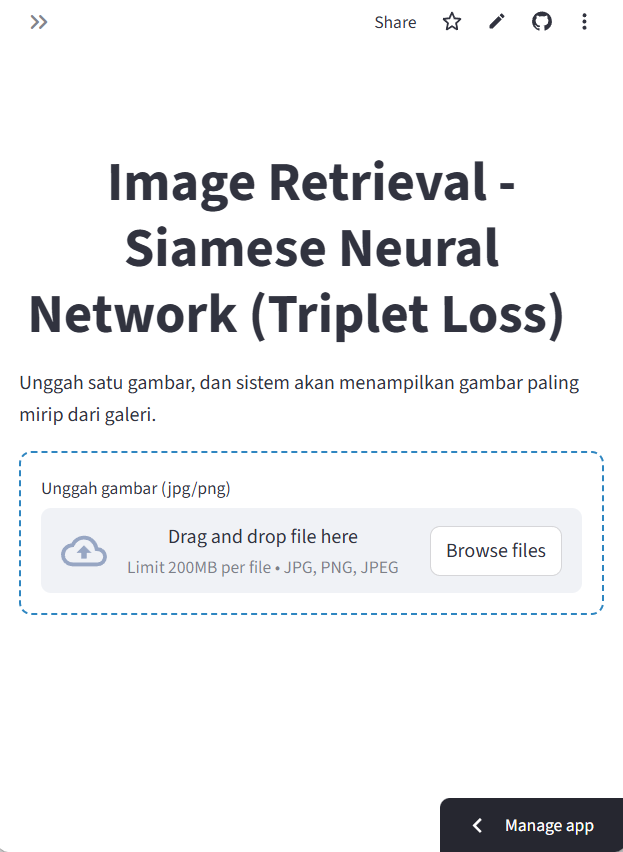 Share
Image Retrieval -
Siamese Neural
Network (Triplet Loss)
Unggah satu gambar, dan sistem akan menampilkan gambar paling
mirip dari galeri.
Unggah gambar (jpg/png)
Drag and drop file here
Limit 200MB per file • JPG, PNG, JPEG
Browse files
Manage app